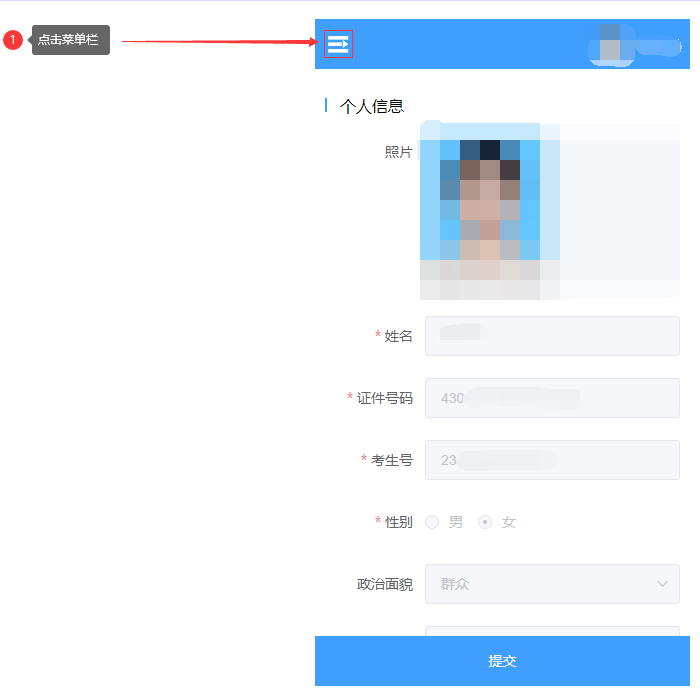 1 点击菜单栏
个人信息
照片
* 姓名
* 证件号码 430
* 考生号 23
* 性别 男 女
政治面貌 群众
提交